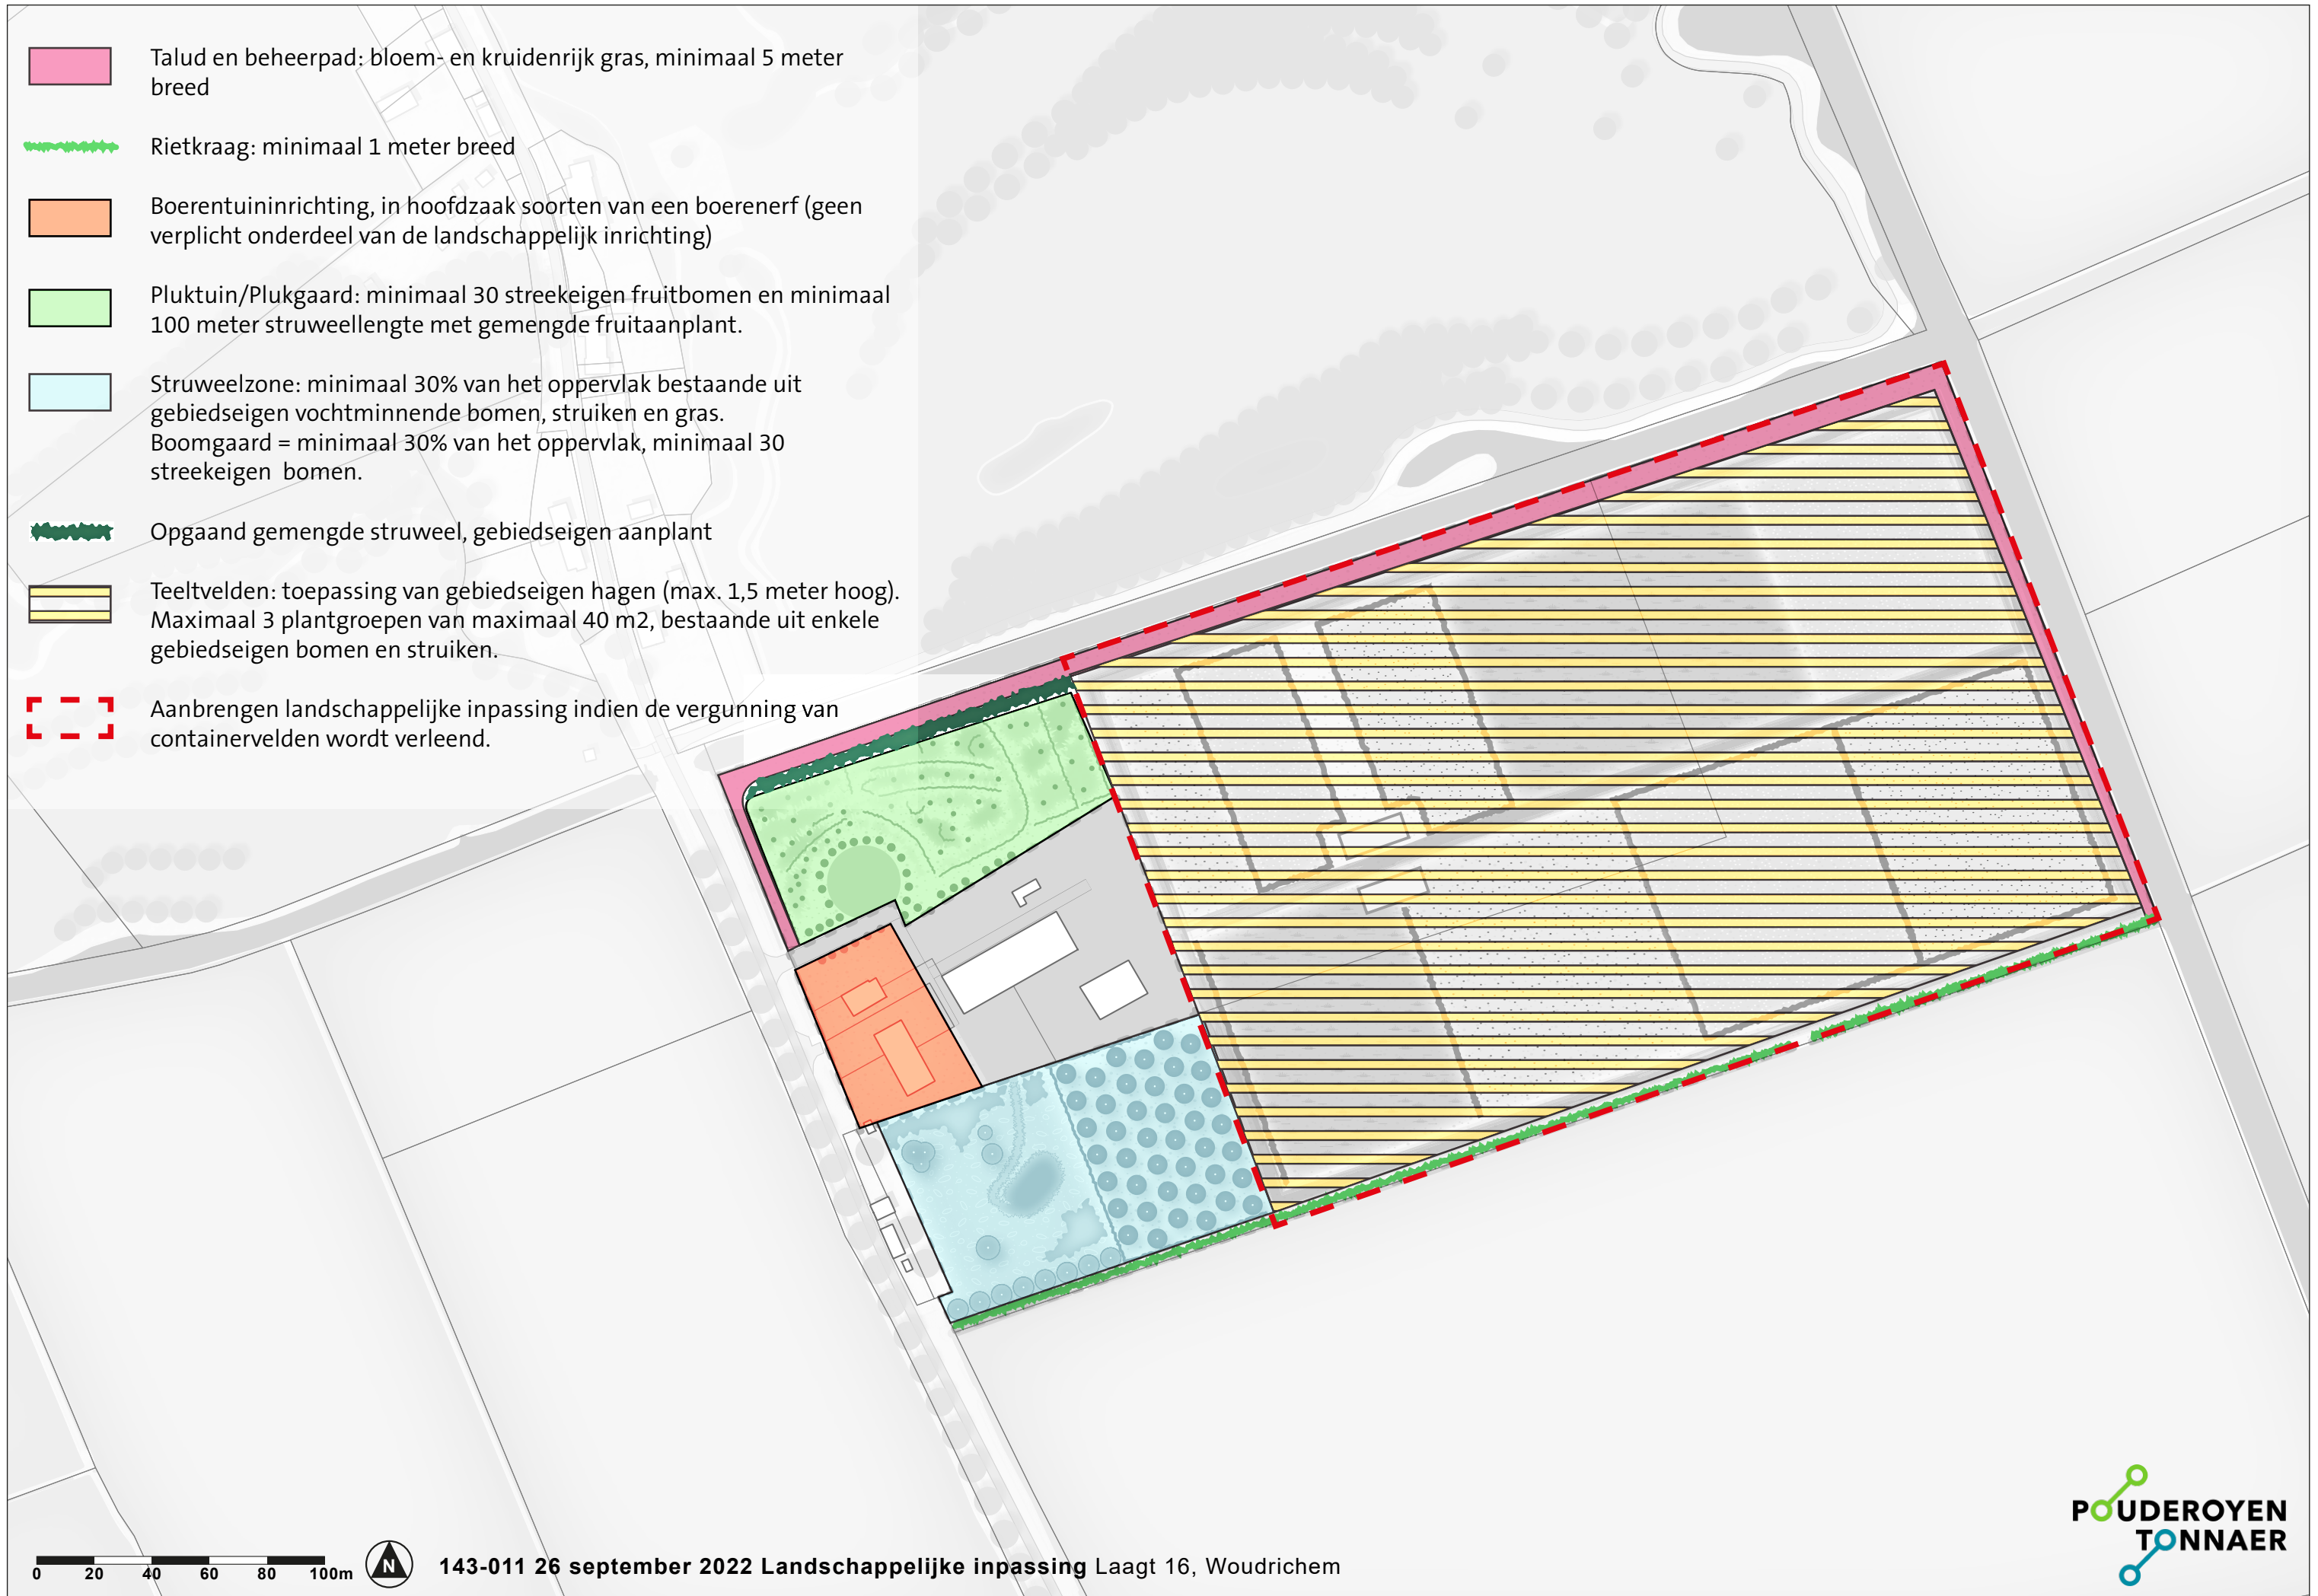 Talud en beheerpad: bloem- en kruidenrijk gras, minimaal 5 meter
breed
Rietkraag: minimaal 1 meter breed
Boerentuininrichting, in hoofdzaak soorten van een boerenerf (geen
verplicht onderdeel van de landschappelijk inrichting)
Pluktuin/Plukgaard: minimaal 30 streekeigen fruitbomen en minimaal
100 meter struweellengte met gemengde fruitaanplant.
Struweelzone: minimaal 30% van het oppervlak bestaande uit
gebiedseigen vochtminnende bomen, struiken en gras.
Boomgaard = minimaal 30% van het oppervlak, minimaal 30
streekeigen  bomen.
Opgaand gemengde struweel, gebiedseigen aanplant
Teeltvelden: toepassing van gebiedseigen hagen (max. 1,5 meter hoog).
Maximaal 3 plantgroepen van maximaal 40 m2, bestaande uit enkele
gebiedseigen bomen en struiken.
Aanbrengen landschappelijke inpassing indien de vergunning van
containervelden wordt verleend.
0 20 40 60 80 100m
N
143-011 26 september 2022 Landschappelijke inpassing Laagt 16, Woudrichem
POUDEROYEN
TONNAER